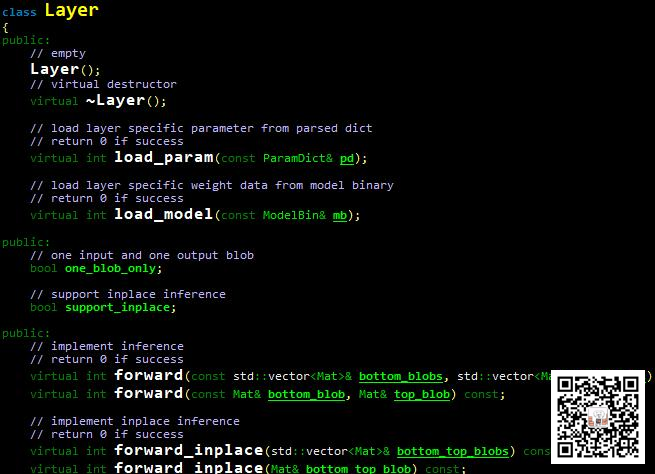 class Layer
{
public:
// empty
Layer();
// virtual destructor
virtual ~Layer();
// load layer specific parameter from parsed dict
// return 0 if success
virtual int load_param(const ParamDict& pd);
// load layer specific weight data from model binary
// return 0 if success
virtual int load_model(const ModelBin& mb);
public:
// one input and one output blob
bool one_blob_only;
// support inplace inference
bool support_inplace;
public:
// implement inference
// return 0 if success
virtual int forward(const std::vector<Mat>& bottom_blobs, std::vector<Ma
virtual int forward(const Mat& bottom_blob, Mat& top_blob) const;
// implement inplace inference
// return 0 if success
virtual int forward_inplace(std::vector<Mat>& bottom_top_blobs) cons
virtual int forward_inplace(Mat& bottom_top_blob) const;